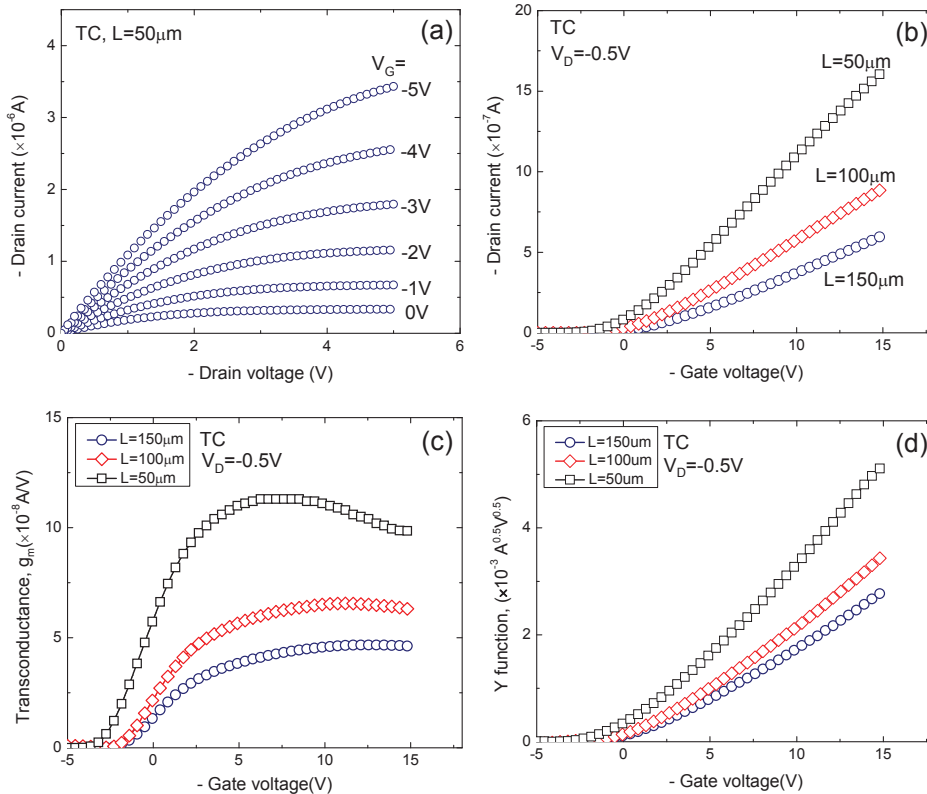 TC, L=50μm
(a)
V_G=
-5V
-4V
-3V
-2V
-1V
0V
4
3
2
1
0
0 2 4 6
- Drain current (×10⁻⁶A)
- Drain voltage (V)
TC
V_D=-0.5V
(b)
L=50μm
L=100μm
L=150μm
20
15
10
5
0
-5 0 5 10 15
- Drain current (×10⁻⁷A)
-Gate voltage(V)
L=150μm
L=100μm
L=50μm
TC
V_D=-0.5V
(c)
15
10
5
0
-5 0 5 10 15
Transconductance, g_m(×10⁻⁸A/V)
- Gate voltage(V)
L=150um
L=100um
L=50um
TC
V_D=-0.5V
(d)
6
4
2
0
-5 0 5 10 15
Y function, (×10⁻³ A^0.5V^0.5)
- Gate voltage(V)